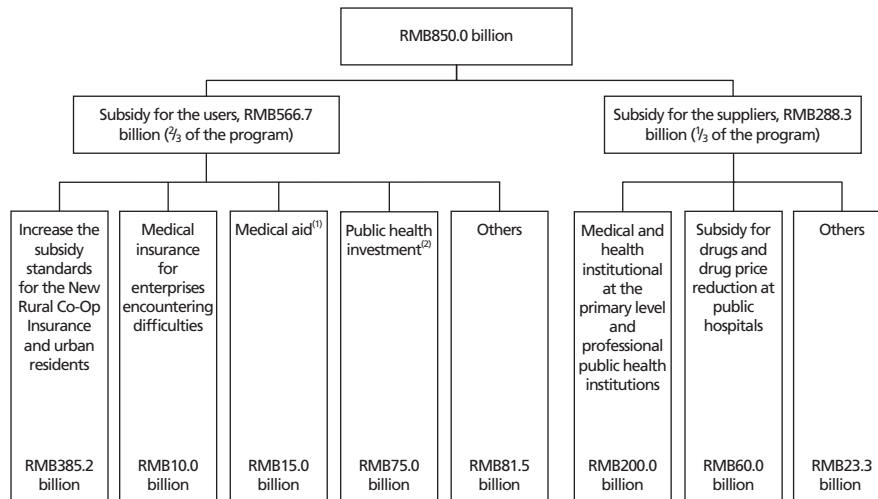 RMB850.0 billion
Subsidy for the users, RMB566.7
billion (⅔ of the program)
Subsidy for the suppliers, RMB288.3
billion (⅓ of the program)
Increase the
subsidy
standards
for the New
Rural Co-Op
Insurance
and urban
residents
RMB385.2
billion
Medical
insurance
for
enterprises
encountering
difficulties
RMB10.0
billion
Medical aid(1)
RMB15.0
billion
Public health
investment(2)
RMB75.0
billion
Others
RMB81.5
billion
Medical and
health
institutional
at the
primary level
and
professional
public health
institutions
RMB200.0
billion
Subsidy for
drugs and
drug price
reduction at
public
hospitals
RMB60.0
billion
Others
RMB23.3
billion